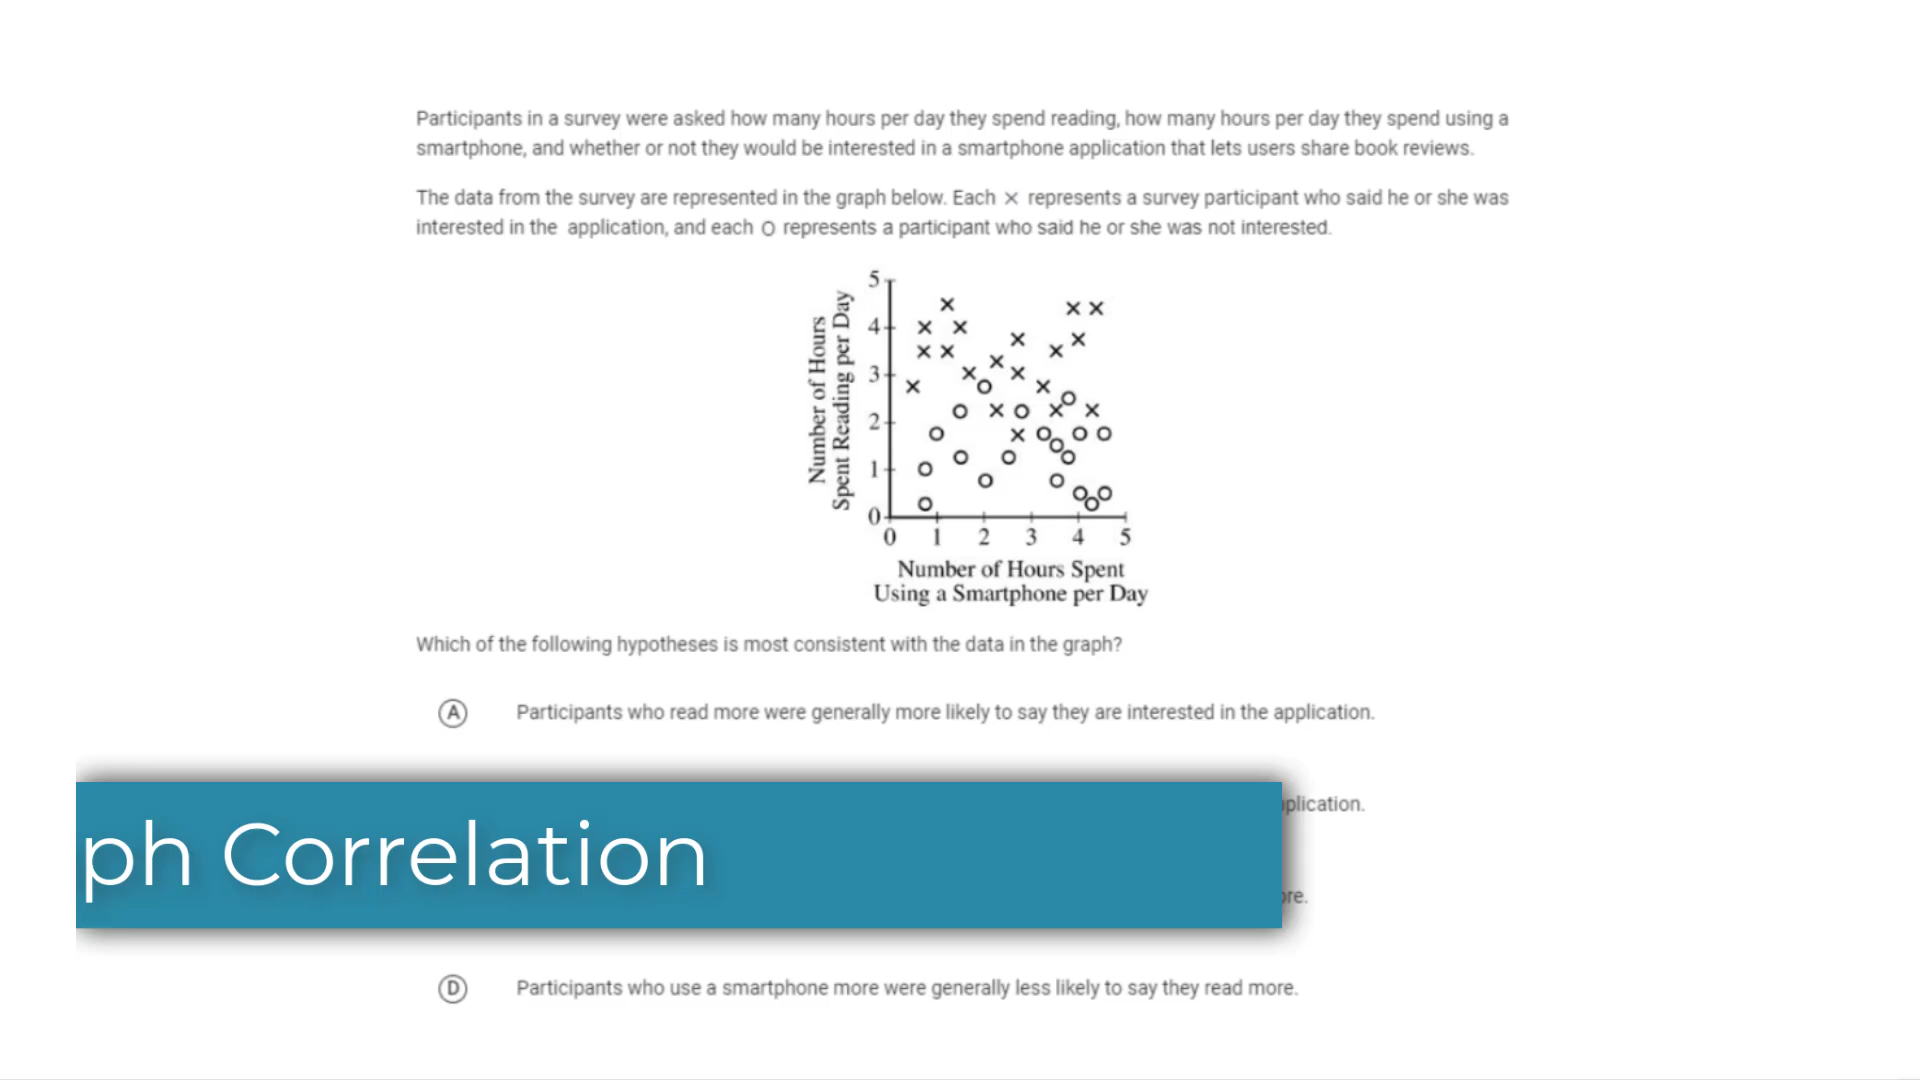 Participants in a survey were asked how many hours per day they spend reading, how many hours per day they spend using a
smartphone, and whether or not they would be interested in a smartphone application that lets users share book reviews.
The data from the survey are represented in the graph below. Each × represents a survey participant who said he or she was
interested in the application, and each O represents a participant who said he or she was not interested.
Number of Hours
Spent Reading per Day
5
4
3
2
1
0
0 1 2 3 4 5
Number of Hours Spent
Using a Smartphone per Day
Which of the following hypotheses is most consistent with the data in the graph?
A Participants who read more were generally more likely to say they are interested in the application.
plication.
ph Correlation
re.
D Participants who use a smartphone more were generally less likely to say they read more.